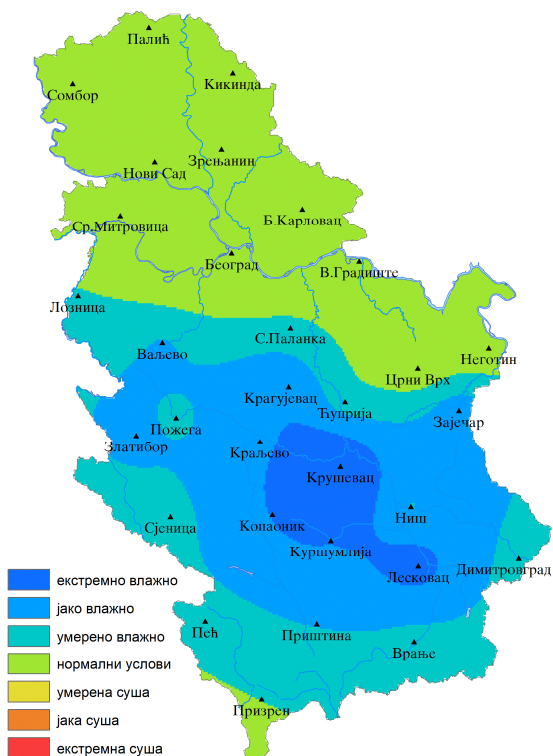 Палић
Кикинда
Сомбор
Зрењанин
Нови Сад
Б.Карловац
Ср.Митровица
Београд
В.Градиште
Лозница
С.Паланка
Ваљево
Неготин
Црни Врх
Крагујевац
Ћуприја
Зајечар
Пожега
Златибор
Краљево
Крушевац
Ниш
Копаоник
Сјеница
Куршумлија
Димитровград
Лесковац
екстремно влажно
јако влажно
умерено влажно
нормални услови
умерена суша
јака суша
екстремна суша
Пећ
Приштина
Врање
Призрен